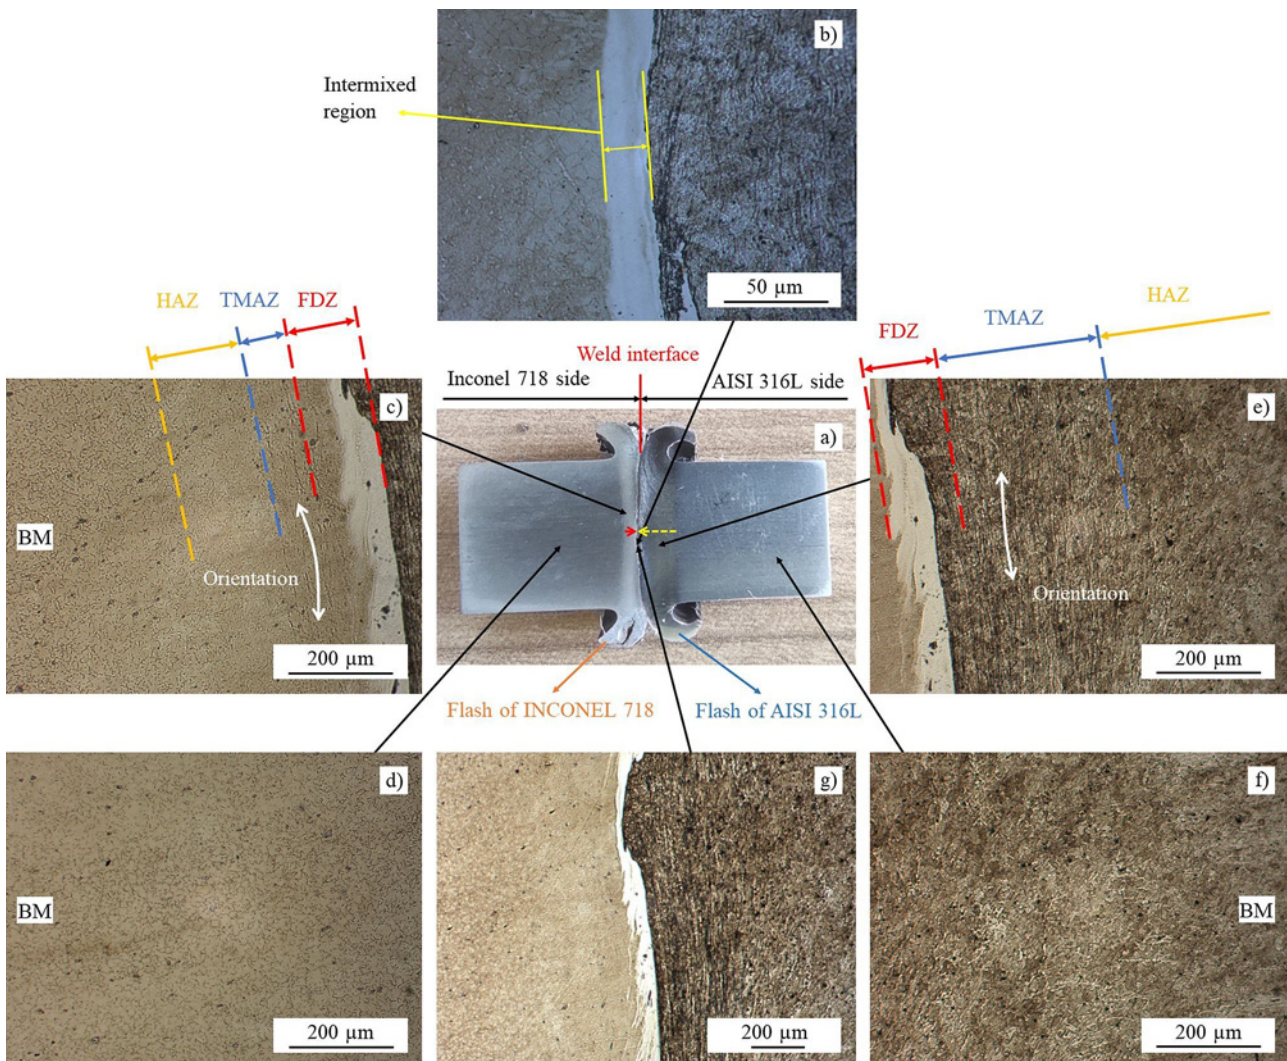 b)
Intermixed
region
50 µm
HAZ
TMAZ
FDZ
HAZ
TMAZ
FDZ
Weld interface
Inconel 718 side
AISI 316L side
c)
a)
e)
BM
Orientation
Orientation
200 µm
200 µm
Flash of INCONEL 718
Flash of AISI 316L
d)
g)
f)
BM
BM
200 µm
200 µm
200 µm